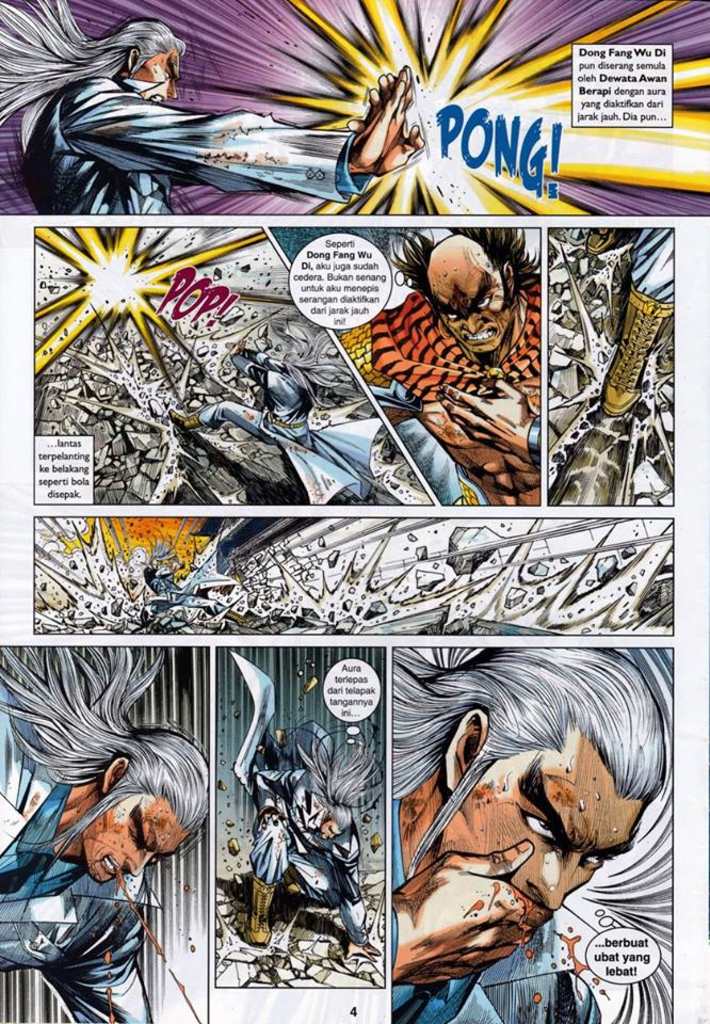 Dong Fang Wu Di
pun diserang semula
oleh Dewata Awan
Berapi dengan aura
yang diaktifkan dari
jarak jauh. Dia pun...
PONG!
POP!
Seperti
Dong Fang Wu
Di, aku juga sudah
cedera. Bukan senang
untuk aku menepis
serangan diaktifkan
dari jarak jauh
ini!
...lantas
terpelanting
ke belakang
seperti bola
disepak.
Aura
terlepas
dari telapak
tangannya
ini...
...berbuat
ubat yang
lebat!
4